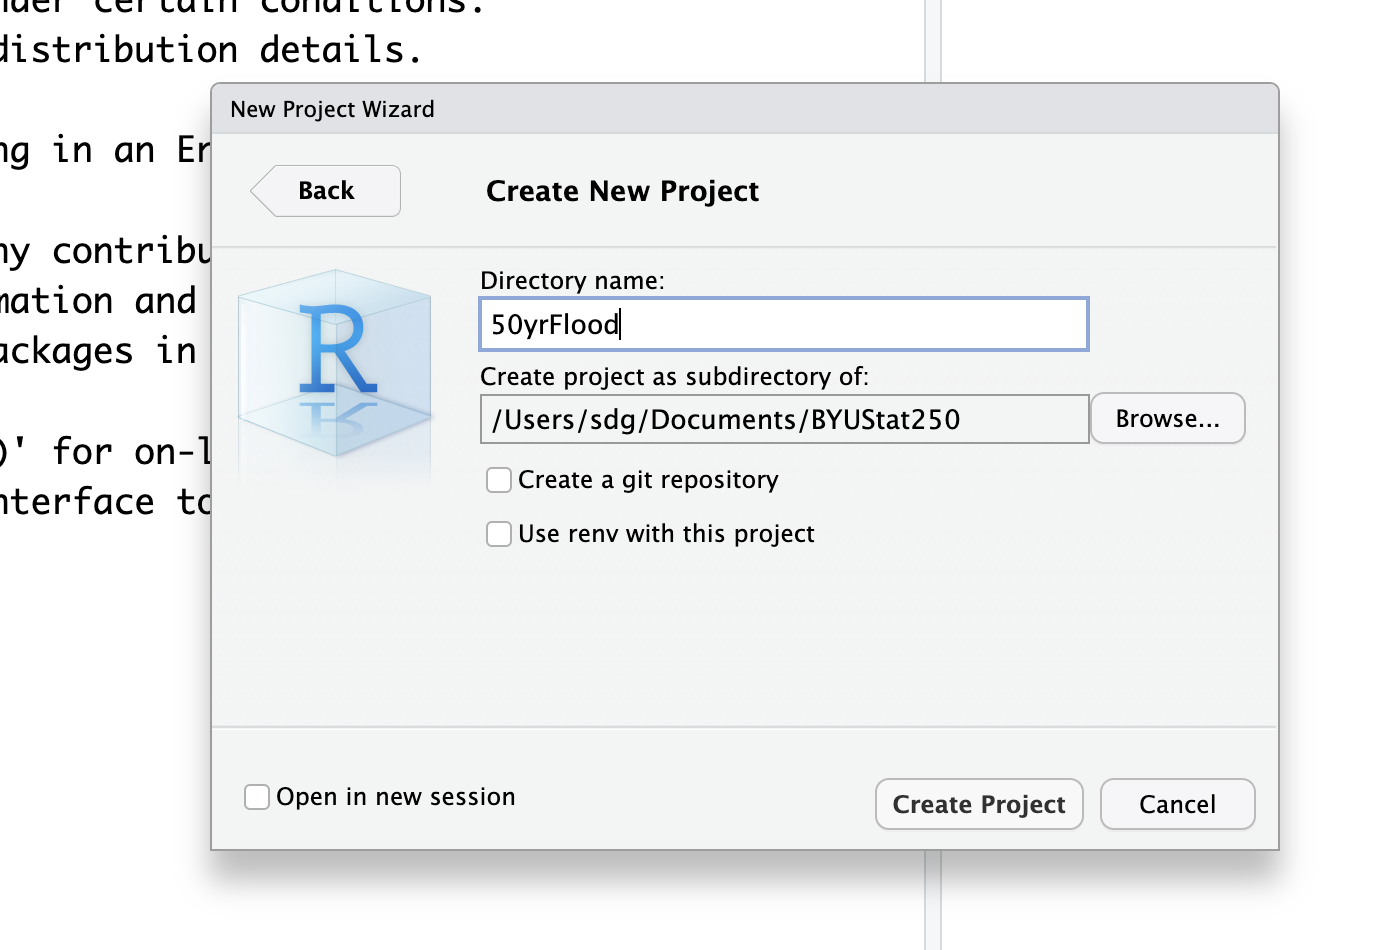 under certain conditions.
distribution details.
New Project Wizard
ng in an En
Back
Create New Project
ny contribu
mation and
ackages in
Directory name:
R
50yrFlood
Create project as subdirectory of:
/Users/sdg/Documents/BYUStat250
Browse...
)' for on-l
Create a git repository
nterface to
Use renv with this project
Open in new session
Create Project
Cancel